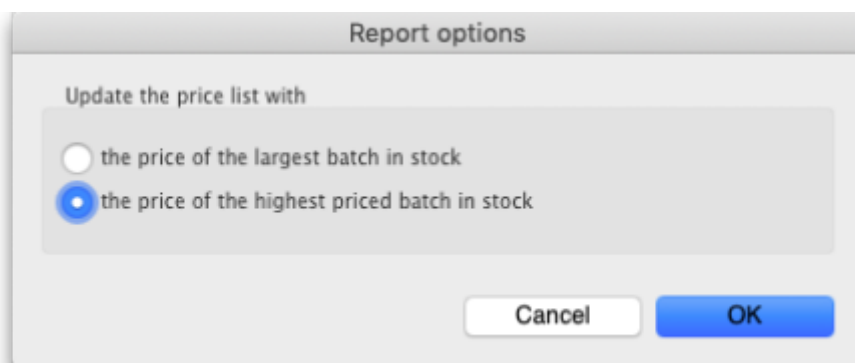 Report options
Update the price list with
the price of the largest batch in stock
the price of the highest priced batch in stock
Cancel
OK